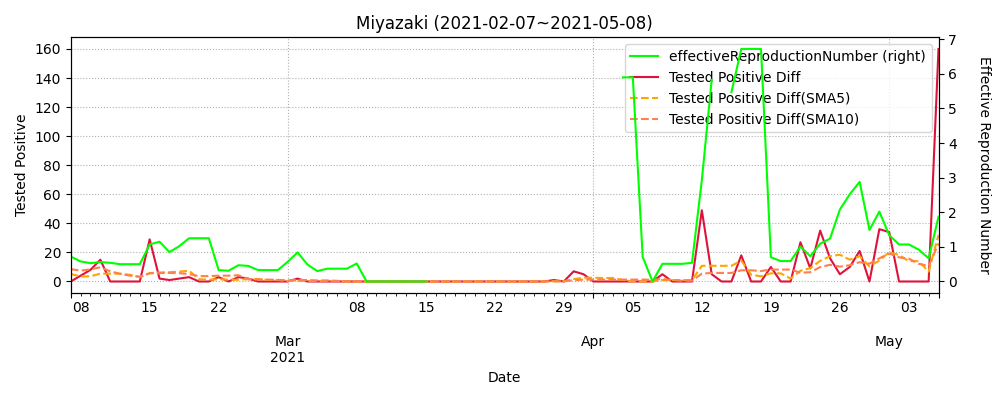 Miyazaki (2021-02-07~2021-05-08)
effectiveReproductionNumber (right)
Tested Positive Diff
Tested Positive Diff(SMA5)
Tested Positive Diff(SMA10)
Tested Positive
160
140
120
100
80
60
40
20
0
7
6
5
4
3
2
1
0
Effective Reproduction Number
08 15 22 08 15 22 29 05 12 19 26 03
Mar Apr May
2021
Date